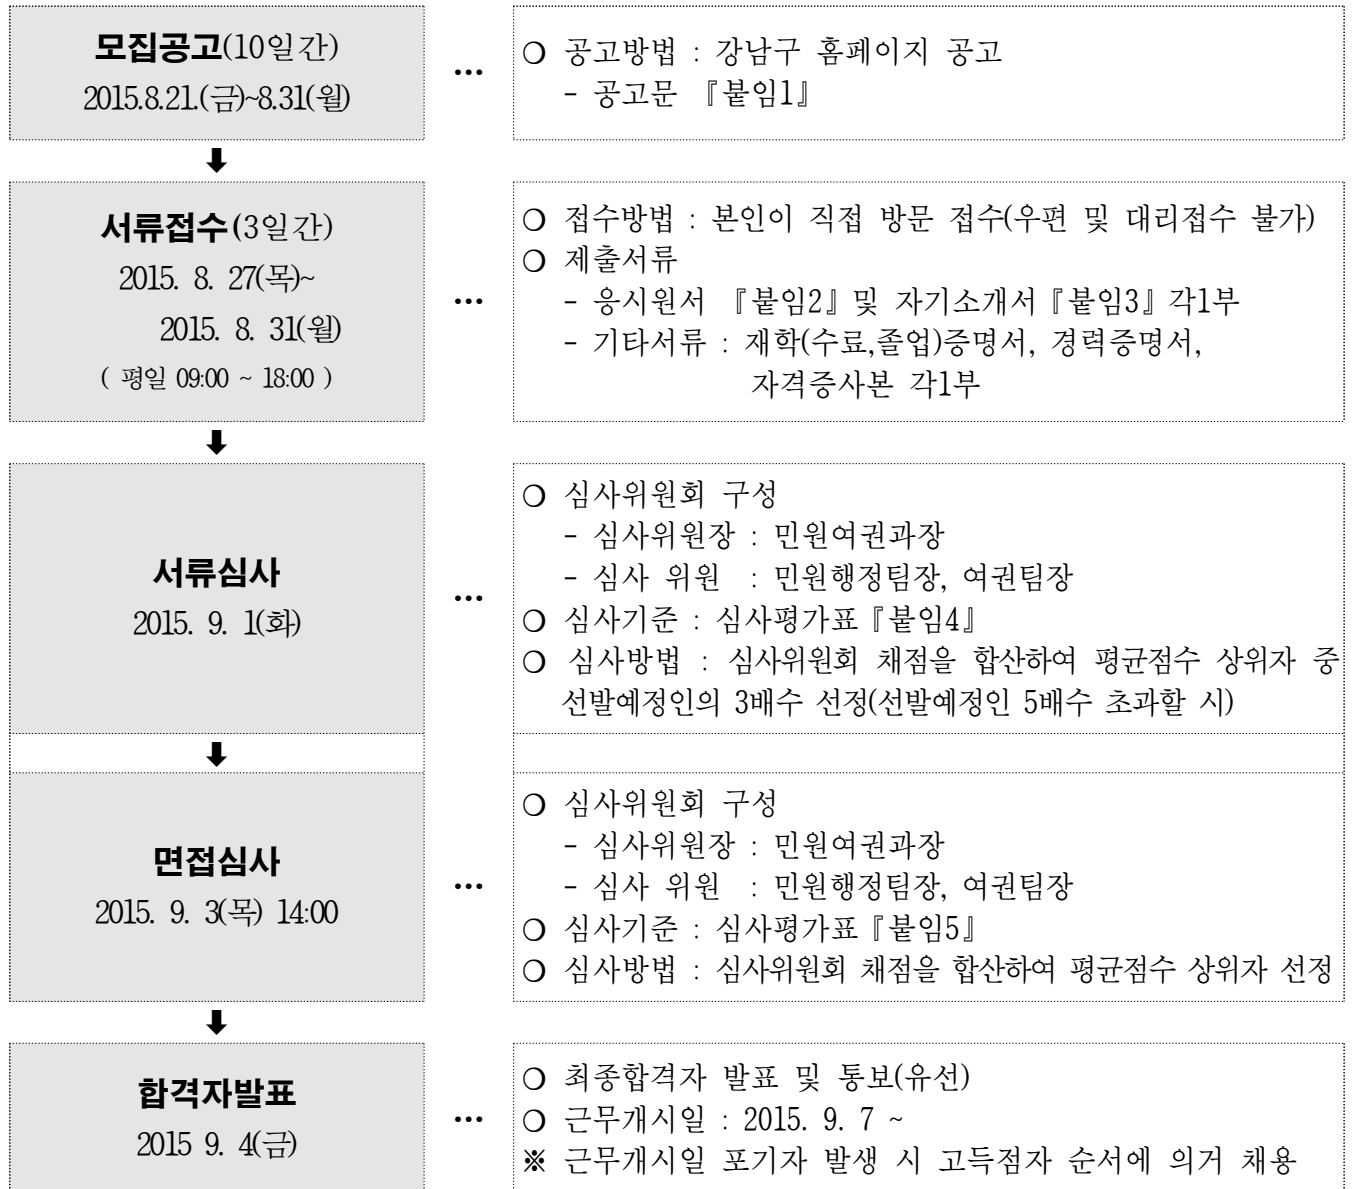 모집공고(10일간)
2015.8.21.(금)~8.31(월)
…
❍ 공고방법 : 강남구 홈페이지 공고
- 공고문 『붙임1』
⬇
서류접수(3일간)
2015. 8. 27(목)~
2015. 8. 31(월)
( 평일 09:00 ~ 18:00 )
…
❍ 접수방법 : 본인이 직접 방문 접수(우편 및 대리접수 불가)
❍ 제출서류
- 응시원서 『붙임2』및 자기소개서『붙임3』각1부
- 기타서류 : 재학(수료,졸업)증명서, 경력증명서,
자격증사본 각1부
⬇
서류심사
2015. 9. 1(화)
…
❍ 심사위원회 구성
- 심사위원장 : 민원여권과장
- 심사 위원 : 민원행정팀장, 여권팀장
❍ 심사기준 : 심사평가표『붙임4』
❍ 심사방법 : 심사위원회 채점을 합산하여 평균점수 상위자 중
선발예정인의 3배수 선정(선발예정인 5배수 초과할 시)
⬇
면접심사
2015. 9. 3(목) 14:00
…
❍ 심사위원회 구성
- 심사위원장 : 민원여권과장
- 심사 위원 : 민원행정팀장, 여권팀장
❍ 심사기준 : 심사평가표『붙임5』
❍ 심사방법 : 심사위원회 채점을 합산하여 평균점수 상위자 선정
⬇
합격자발표
2015 9. 4(금)
…
❍ 최종합격자 발표 및 통보(유선)
❍ 근무개시일 : 2015. 9. 7 ~
※ 근무개시일 포기자 발생 시 고득점자 순서에 의거 채용